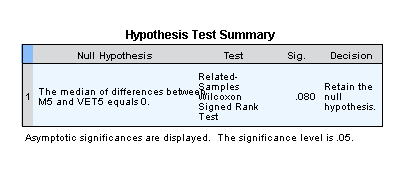 Hypothesis Test Summary
Null Hypothesis Test Sig. Decision
1 The median of differences between M5 and VET5 equals 0. Related-Samples Wilcoxon Signed Rank Test .080 Retain the null hypothesis.
Asymptotic significances are displayed. The significance level is .05.